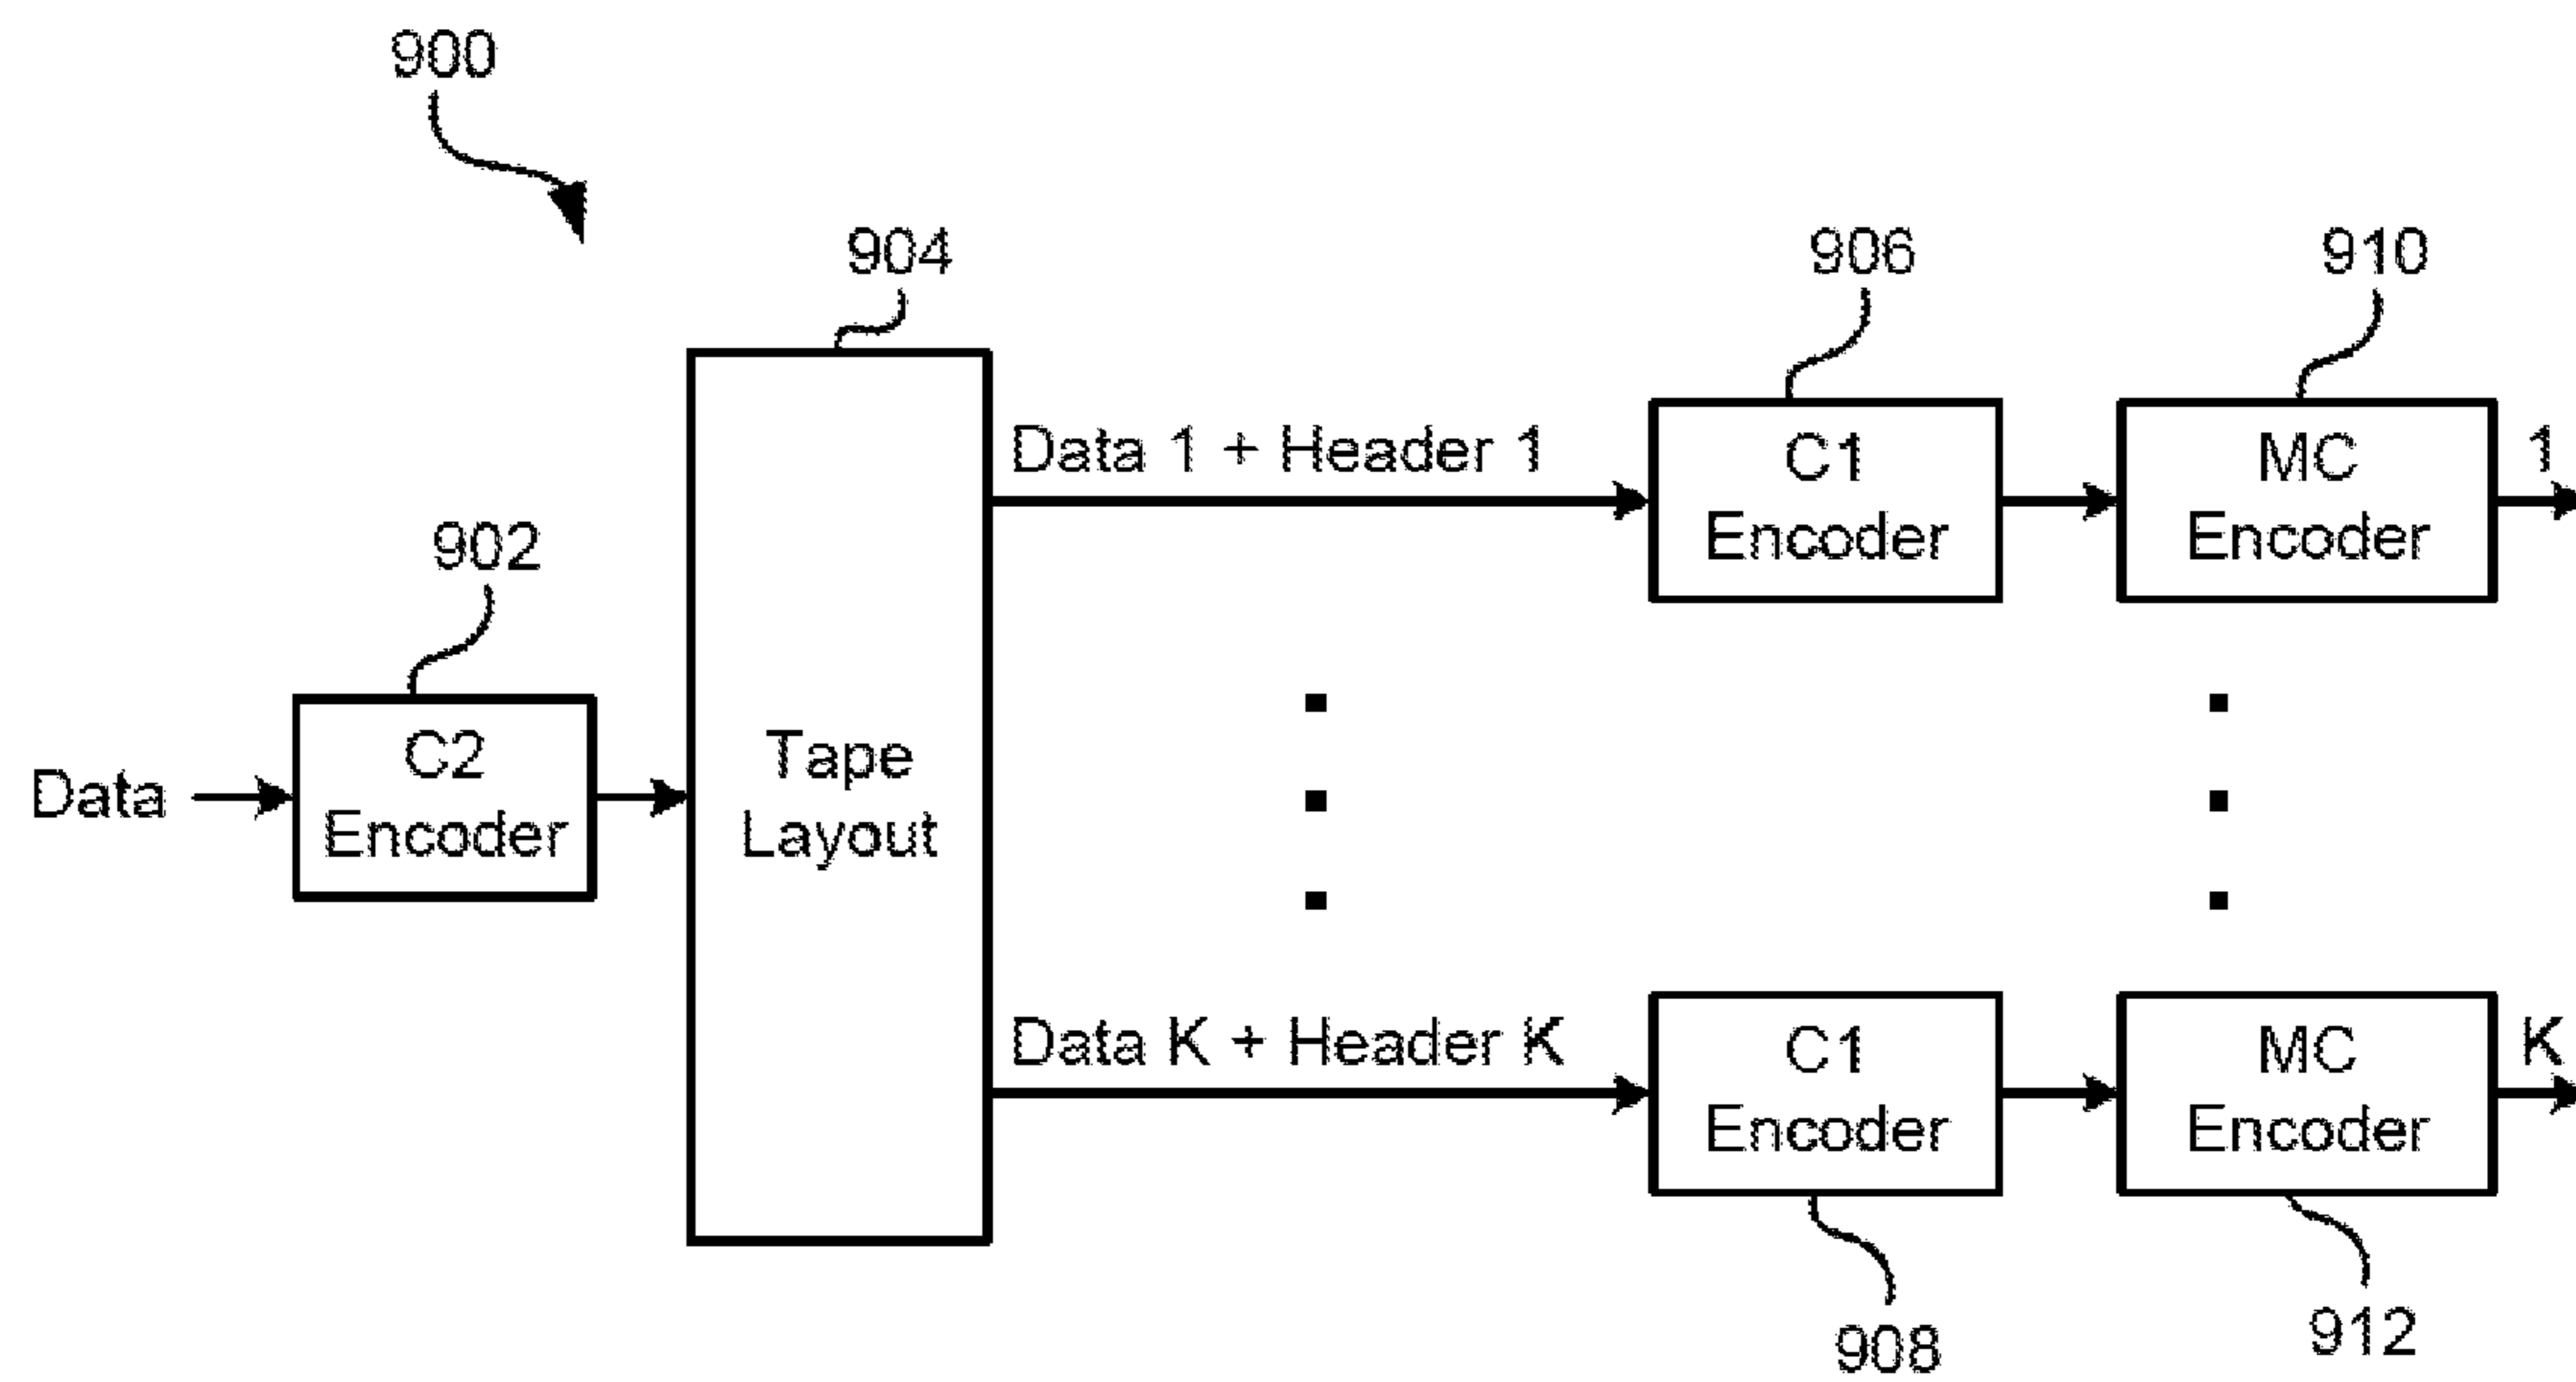 900
904
906
910
Data 1 + Header 1
C1
Encoder
MC
Encoder
1
902
Data
C2
Encoder
Tape
Layout
Data K + Header K
C1
Encoder
MC
Encoder
K
908
912